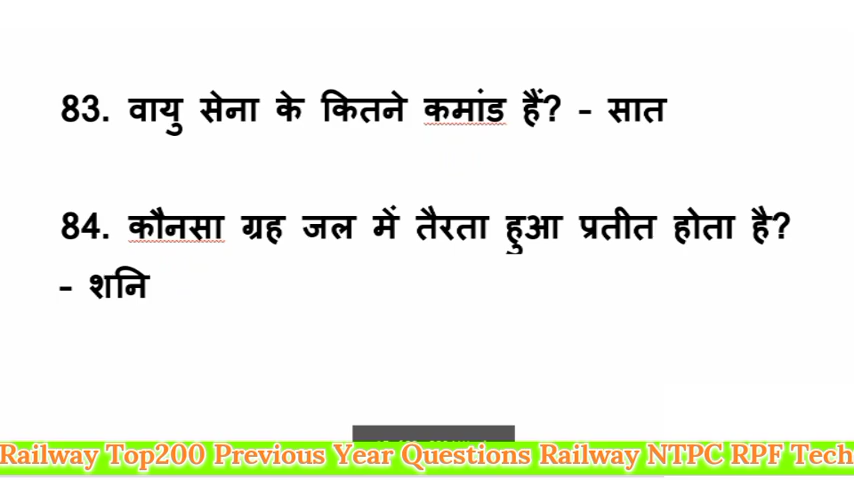 83. वायु सेना के कितने कमांड हैं? - सात
84. कौनसा ग्रह जल में तैरता हुआ प्रतीत होता है?
- शनि
Railway Top200 Previous Year Questions Railway NTPC RPF Tech